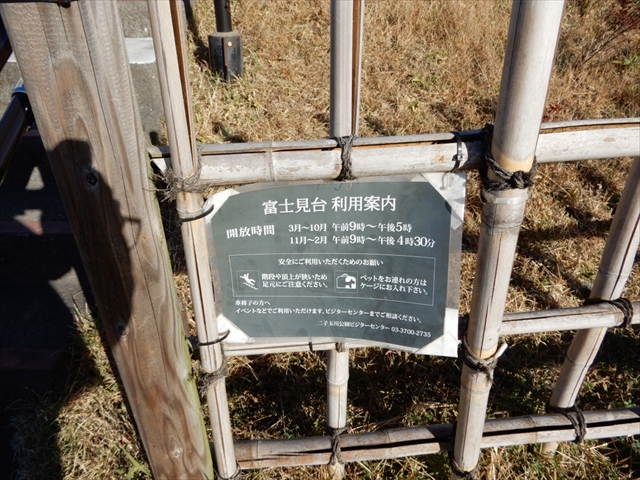 富士見台 利用案内
開放時間 3月～10月 午前9時～午後5時
11月～2月 午前9時～午後4時30分
安全にご利用いただくためのお願い
階段や頂上が狭いため
足元にご注意ください。
ペットをお連れの方は
ケージにお入れ下さい。
車椅子の方へ
イベントなどでご利用いただけます。ビジターセンターまでご相談ください。
二子玉川公園ビジターセンター 03-3700-2735